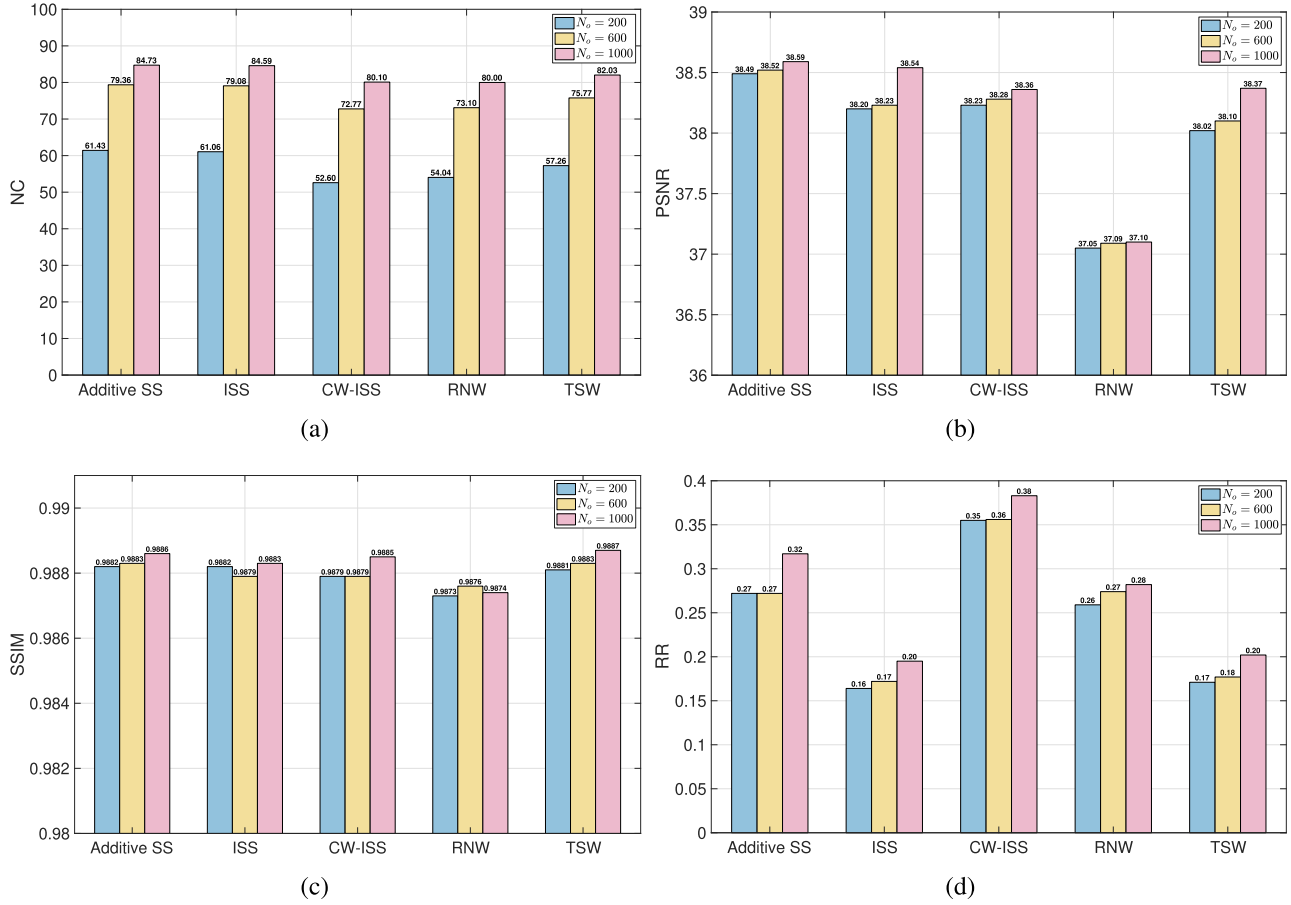 100
90
80
70
60
50
40
30
20
10
0
NC
61.43 79.36 84.73
61.06 79.08 84.59
52.60 72.77 80.10
54.04 73.10 80.00
57.26 75.77 82.03
N_o = 200
N_o = 600
N_o = 1000
Additive SS ISS CW-ISS RNW TSW
(a)
39
38.5
38
37.5
37
36.5
36
PSNR
38.49 38.52 38.59
38.20 38.23 38.54
38.23 38.28 38.36
37.05 37.09 37.10
38.02 38.10 38.37
N_o = 200
N_o = 600
N_o = 1000
Additive SS ISS CW-ISS RNW TSW
(b)
0.99
0.988
0.986
0.984
0.982
0.98
SSIM
0.9882 0.9883 0.9886
0.9882 0.9879 0.9883
0.9879 0.9879 0.9885
0.9873 0.9876 0.9874
0.9881 0.9883 0.9887
N_o = 200
N_o = 600
N_o = 1000
Additive SS ISS CW-ISS RNW TSW
(c)
0.4
0.35
0.3
0.25
0.2
0.15
0.1
0.05
0
RR
0.27 0.27 0.32
0.16 0.17 0.20
0.35 0.36 0.38
0.26 0.27 0.28
0.17 0.18 0.20
N_o = 200
N_o = 600
N_o = 1000
Additive SS ISS CW-ISS RNW TSW
(d)